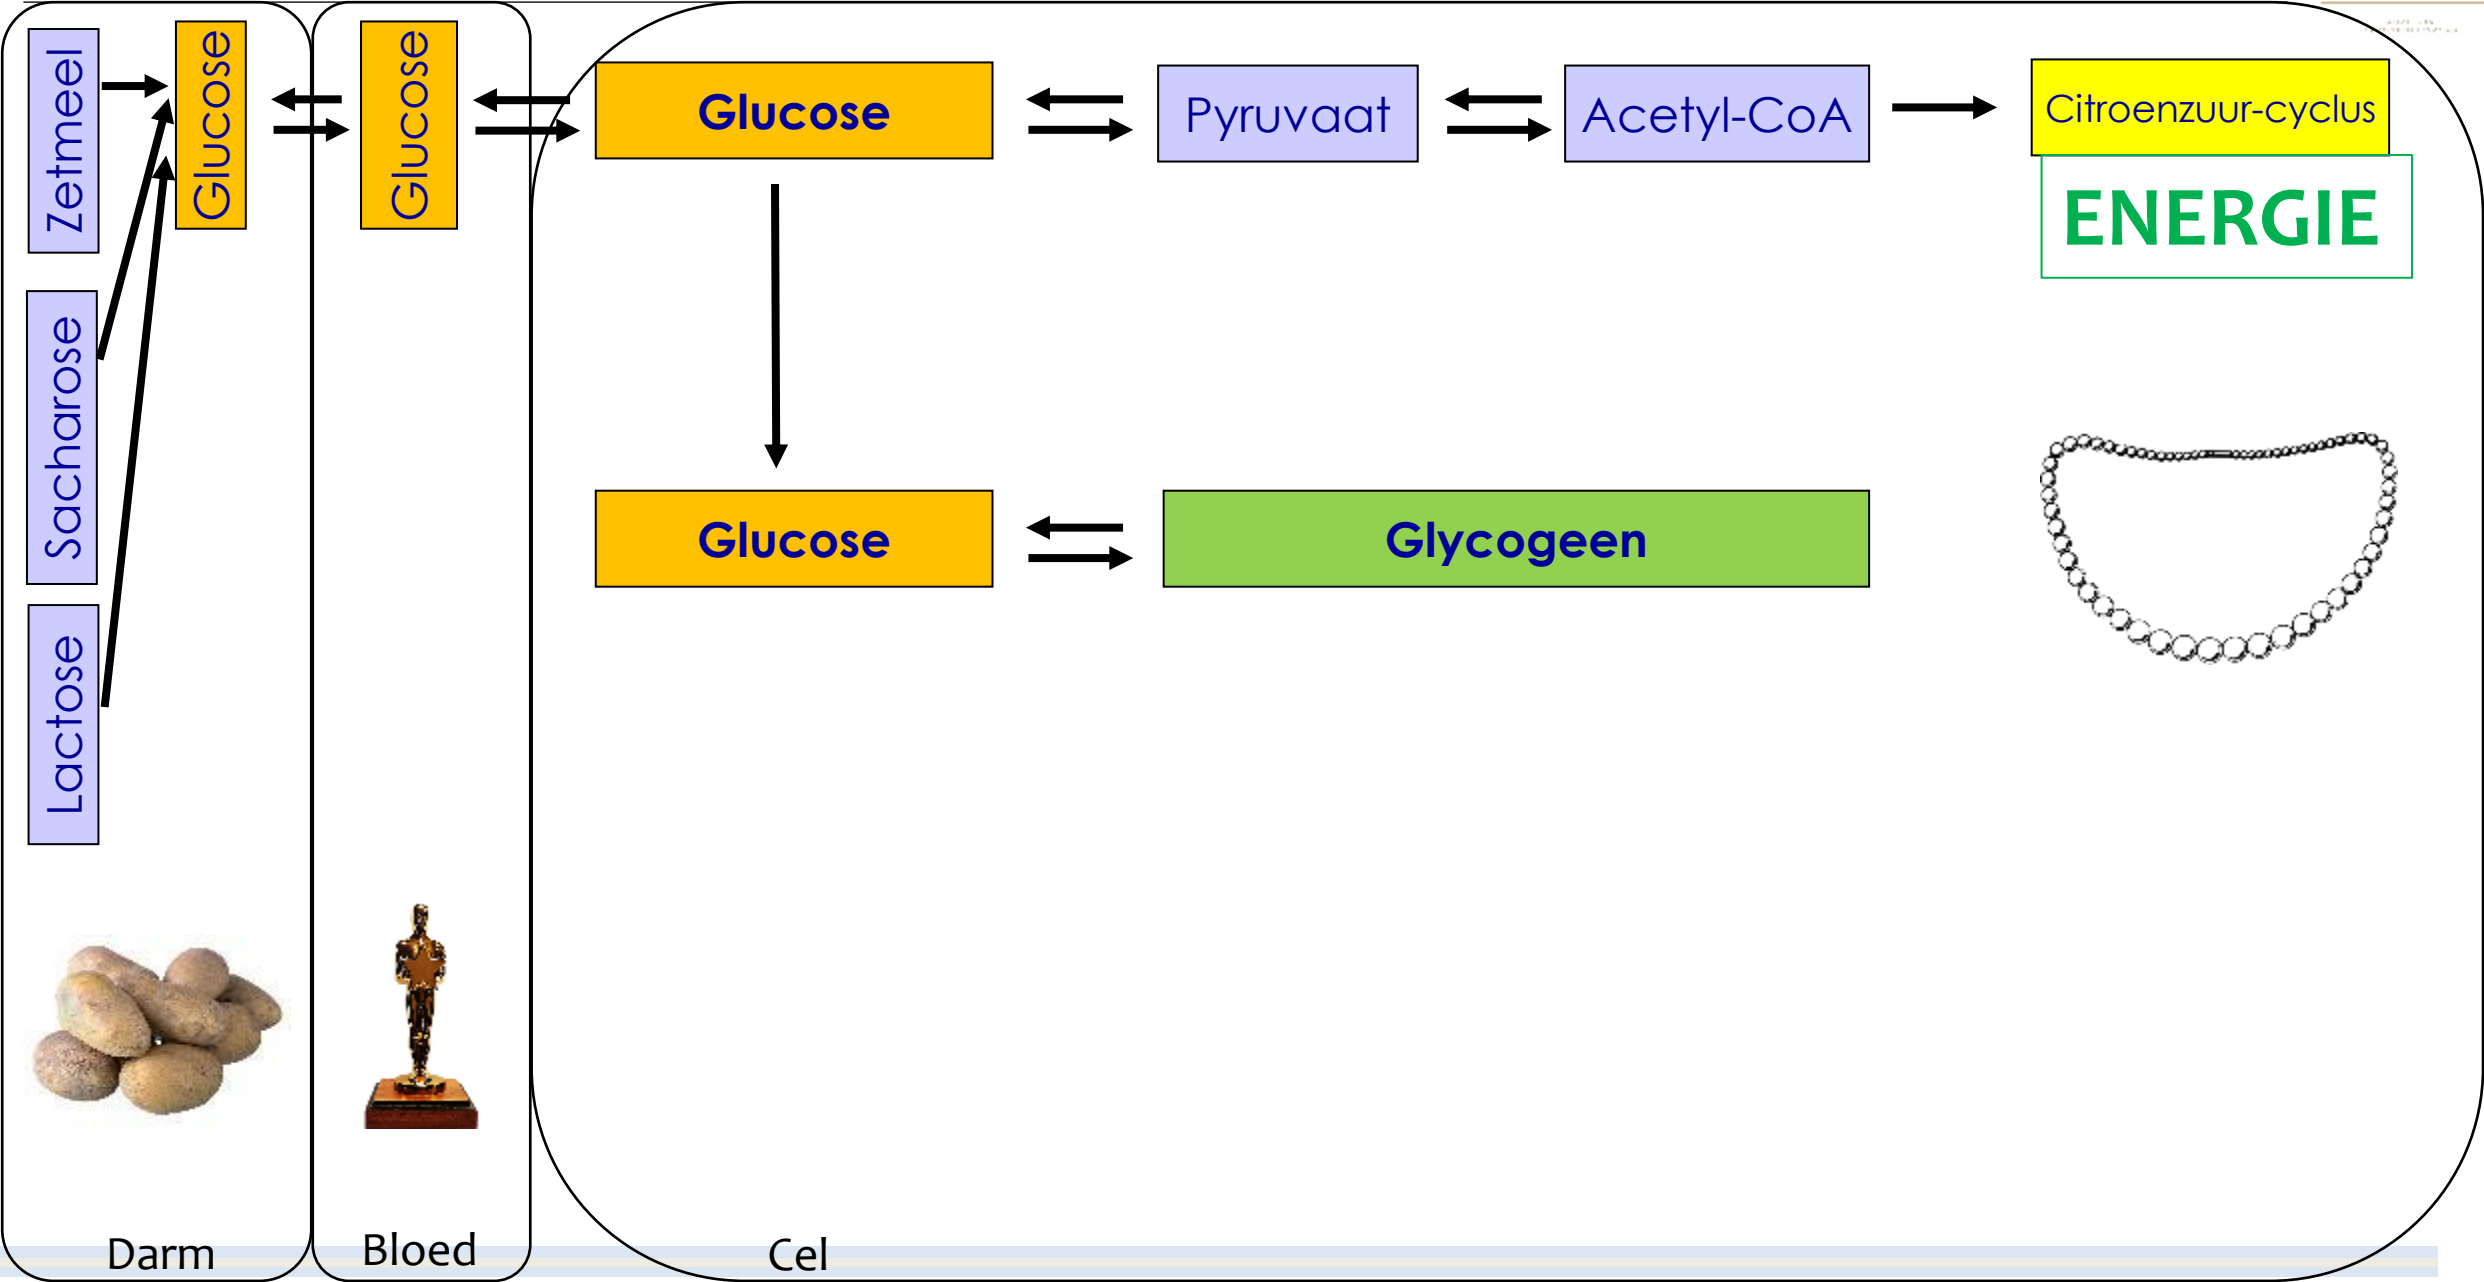 Zetmeel
Glucose
Glucose
Glucose
Pyruvaat
Acetyl-CoA
Citroenzuur-cyclus
ENERGIE
Sacharose
Glucose
Glycogeen
Lactose
Darm
Bloed
Cel